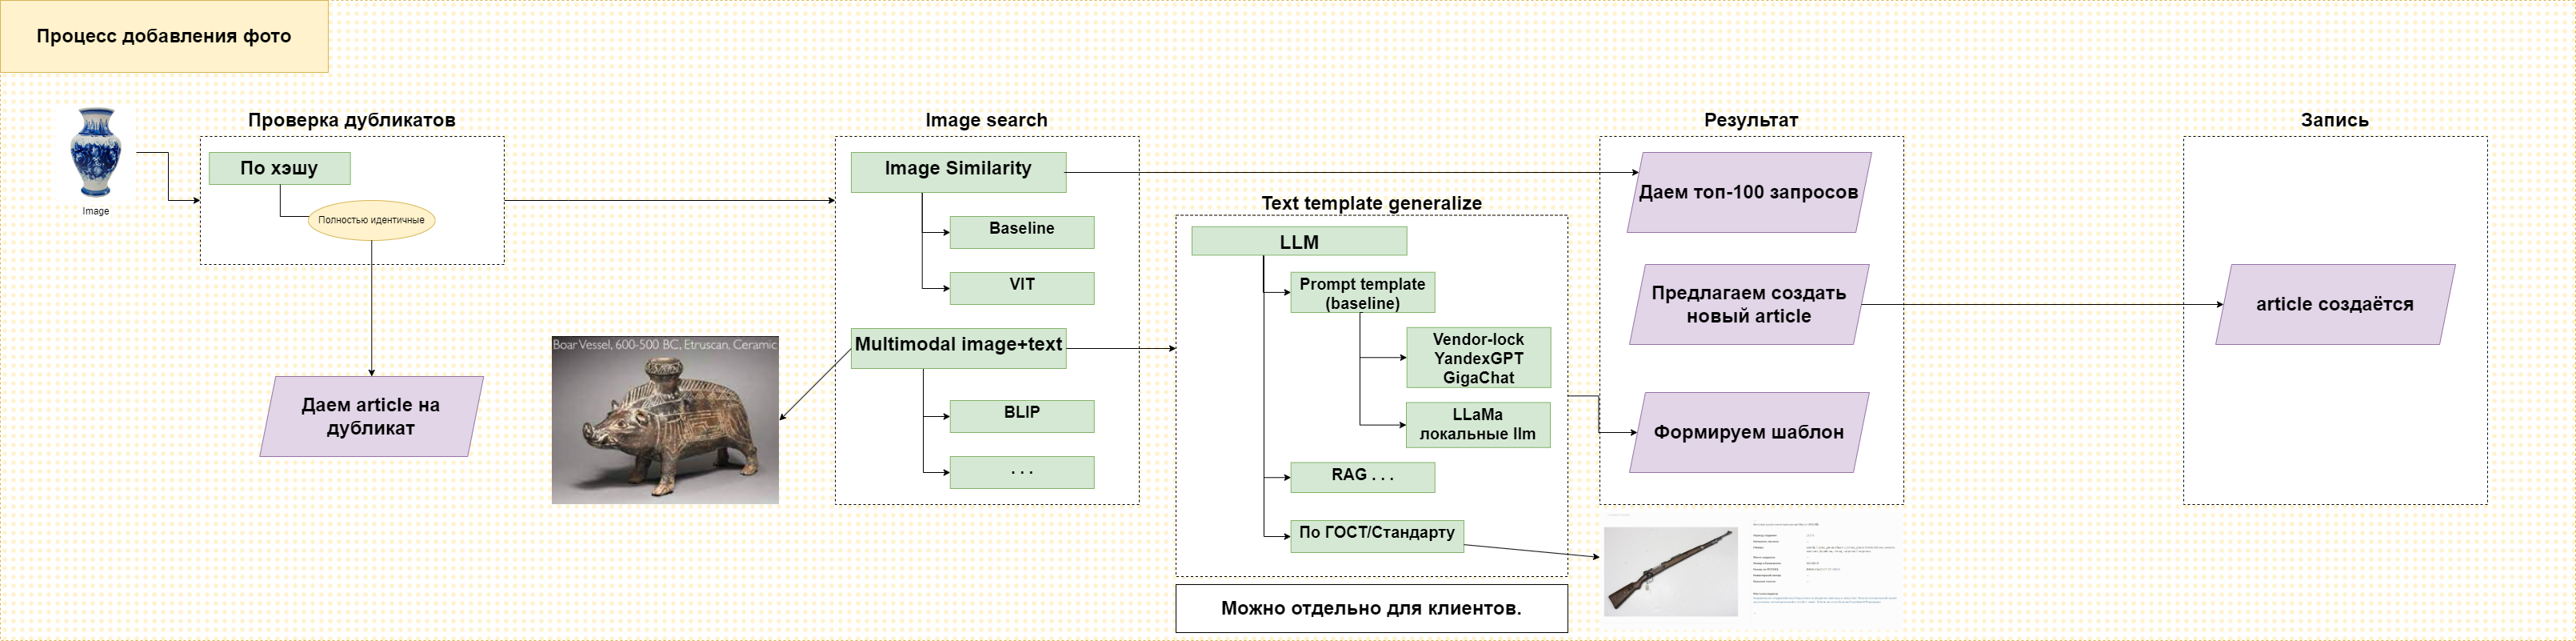 Процесс добавления фото
Image
Проверка дубликатов
По хэшу
Полностью идентичные
Даем article на
дубликат
Boar Vessel, 600-500 BC, Etruscan, Ceramic
Image search
Image Similarity
Baseline
VIT
Multimodal image+text
BLIP
. . .
Text template generalize
LLM
Prompt template
(baseline)
Vendor-lock
YandexGPT
GigaChat
LLaMa
локальные llm
RAG . . .
По ГОСТ/Стандарту
Можно отдельно для клиентов.
Результат
Даем топ-100 запросов
Предлагаем создать
новый article
Формируем шаблон
Запись
article создаётся